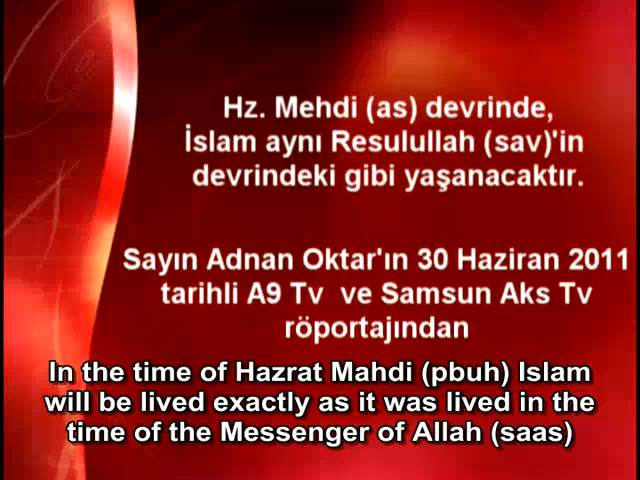 Hz. Mehdi (as) devrinde,
İslam aynı Resulullah (sav)'in
devrindeki gibi yaşanacaktır.
Sayın Adnan Oktar'ın 30 Haziran 2011
tarihli A9 Tv ve Samsun Aks Tv
röportajından
In the time of Hazrat Mahdi (pbuh) Islam
will be lived exactly as it was lived in the
time of the Messenger of Allah (saas)